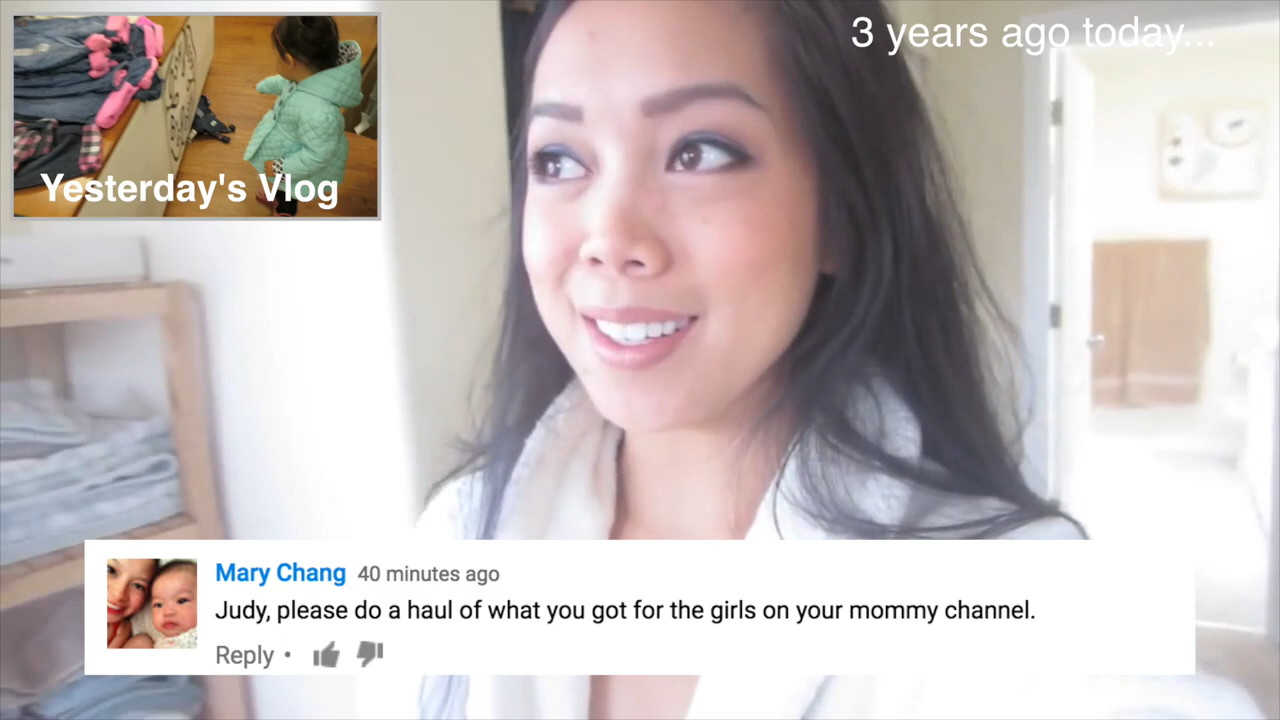 3 years ago today...
Yesterday's Vlog
Mary Chang 40 minutes ago
Judy, please do a haul of what you got for the girls on your mommy channel.
Reply •